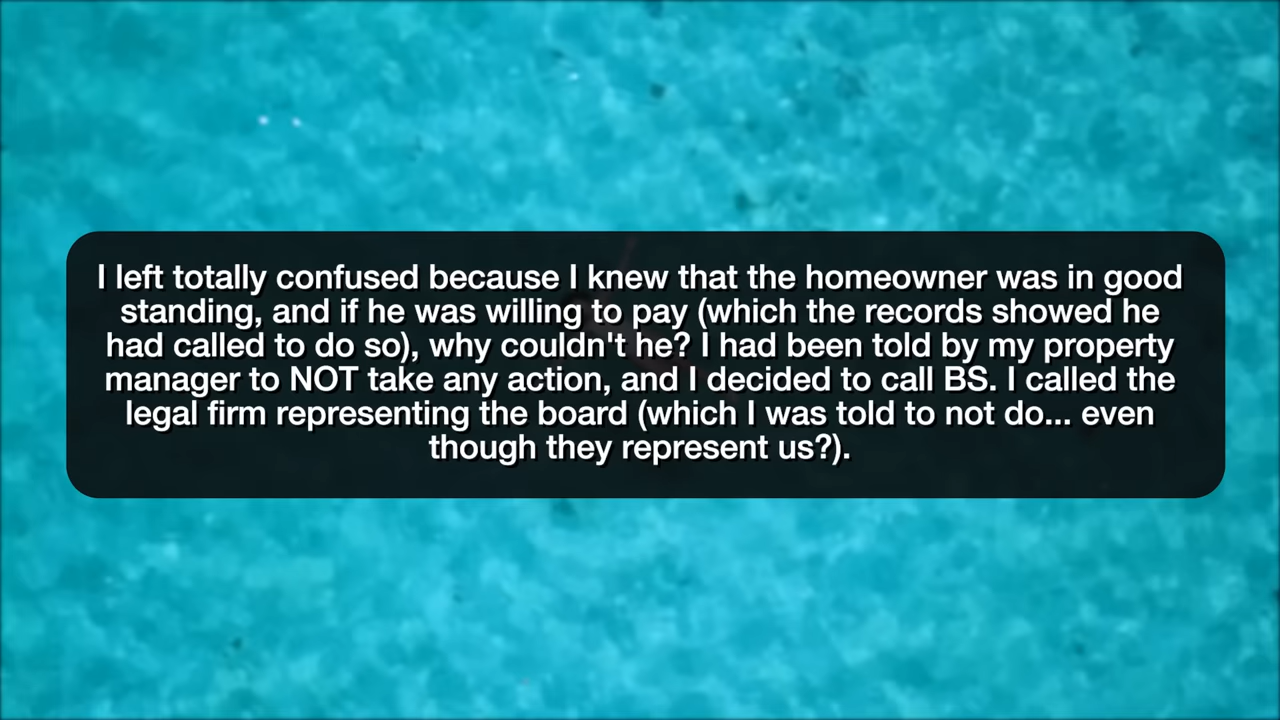 I left totally confused because I knew that the homeowner was in good
standing, and if he was willing to pay (which the records showed he
had called to do so), why couldn't he? I had been told by my property
manager to NOT take any action, and I decided to call BS. I called the
legal firm representing the board (which I was told to not do... even
though they represent us?).